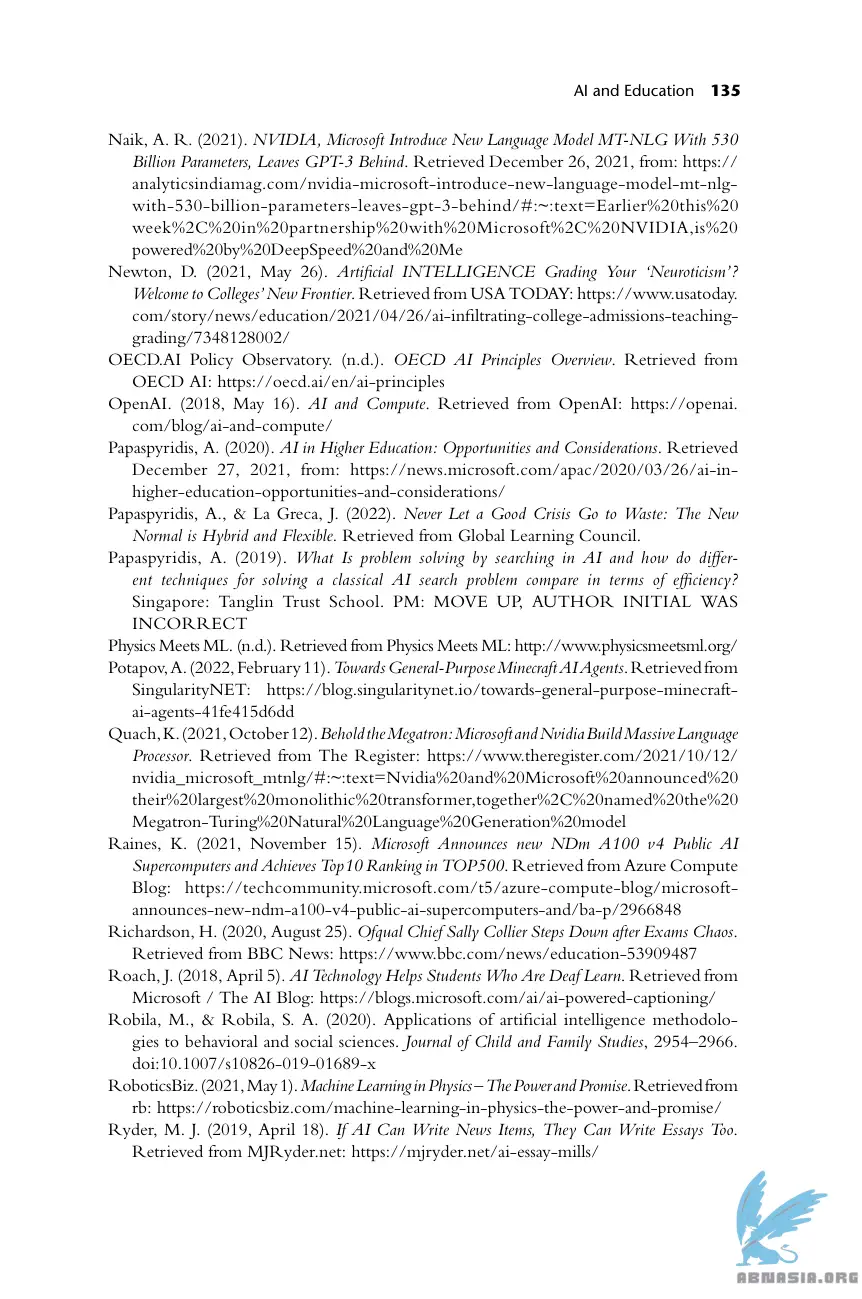 AI and Education 135
Naik, A. R. (2021). NVIDIA, Microsoft Introduce New Language Model MT-NLG With 530
Billion Parameters, Leaves GPT-3 Behind. Retrieved December 26, 2021, from: https://
analyticsindiamag.com/nvidia-microsoft-introduce-new-language-model-mt-nlg-
with-530-billion-parameters-leaves-gpt-3-behind/#:~:text=Earlier%20this%20
week%2C%20in%20partnership%20with%20Microsoft%2C%20NVIDIA,is%20
powered%20by%20DeepSpeed%20and%20Me
Newton, D. (2021, May 26). Artificial INTELLIGENCE Grading Your ‘Neuroticism’?
Welcome to Colleges’ New Frontier. Retrieved from USA TODAY: https://www.usatoday.
com/story/news/education/2021/04/26/ai-infiltrating-college-admissions-teaching-
grading/7348128002/
OECD.AI Policy Observatory. (n.d.). OECD AI Principles Overview. Retrieved from
OECD AI: https://oecd.ai/en/ai-principles
OpenAI. (2018, May 16). AI and Compute. Retrieved from OpenAI: https://openai.
com/blog/ai-and-compute/
Papaspyridis, A. (2020). AI in Higher Education: Opportunities and Considerations. Retrieved
December 27, 2021, from: https://news.microsoft.com/apac/2020/03/26/ai-in-
higher-education-opportunities-and-considerations/
Papaspyridis, A., & La Greca, J. (2022). Never Let a Good Crisis Go to Waste: The New
Normal is Hybrid and Flexible. Retrieved from Global Learning Council.
Papaspyridis, A. (2019). What Is problem solving by searching in AI and how do differ-
ent techniques for solving a classical AI search problem compare in terms of efficiency?
Singapore: Tanglin Trust School. PM: MOVE UP, AUTHOR INITIAL WAS
INCORRECT
Physics Meets ML. (n.d.). Retrieved from Physics Meets ML: http://www.physicsmeetsml.org/
Potapov, A. (2022, February 11). Towards General-Purpose Minecraft AI Agents. Retrieved from
SingularityNET: https://blog.singularitynet.io/towards-general-purpose-minecraft-
ai-agents-41fe415d6dd
Quach, K. (2021, October 12). Behold the Megatron: Microsoft and Nvidia Build Massive Language
Processor. Retrieved from The Register: https://www.theregister.com/2021/10/12/
nvidia_microsoft_mtnlg/#:~:text=Nvidia%20and%20Microsoft%20announced%20
their%20largest%20monolithic%20transformer,together%2C%20named%20the%20
Megatron-Turing%20Natural%20Language%20Generation%20model
Raines, K. (2021, November 15). Microsoft Announces new NDm A100 v4 Public AI
Supercomputers and Achieves Top10 Ranking in TOP500. Retrieved from Azure Compute
Blog: https://techcommunity.microsoft.com/t5/azure-compute-blog/microsoft-
announces-new-ndm-a100-v4-public-ai-supercomputers-and/ba-p/2966848
Richardson, H. (2020, August 25). Ofqual Chief Sally Collier Steps Down after Exams Chaos.
Retrieved from BBC News: https://www.bbc.com/news/education-53909487
Roach, J. (2018, April 5). AI Technology Helps Students Who Are Deaf Learn. Retrieved from
Microsoft / The AI Blog: https://blogs.microsoft.com/ai/ai-powered-captioning/
Robila, M., & Robila, S. A. (2020). Applications of artificial intelligence methodolo-
gies to behavioral and social sciences. Journal of Child and Family Studies, 2954–2966.
doi:10.1007/s10826-019-01689-x
RoboticsBiz. (2021, May 1). Machine Learning in Physics – The Power and Promise. Retrieved from
rb: https://roboticsbiz.com/machine-learning-in-physics-the-power-and-promise/
Ryder, M. J. (2019, April 18). If AI Can Write News Items, They Can Write Essays Too.
Retrieved from MJRyder.net: https://mjryder.net/ai-essay-mills/
ABNASIA.ORG